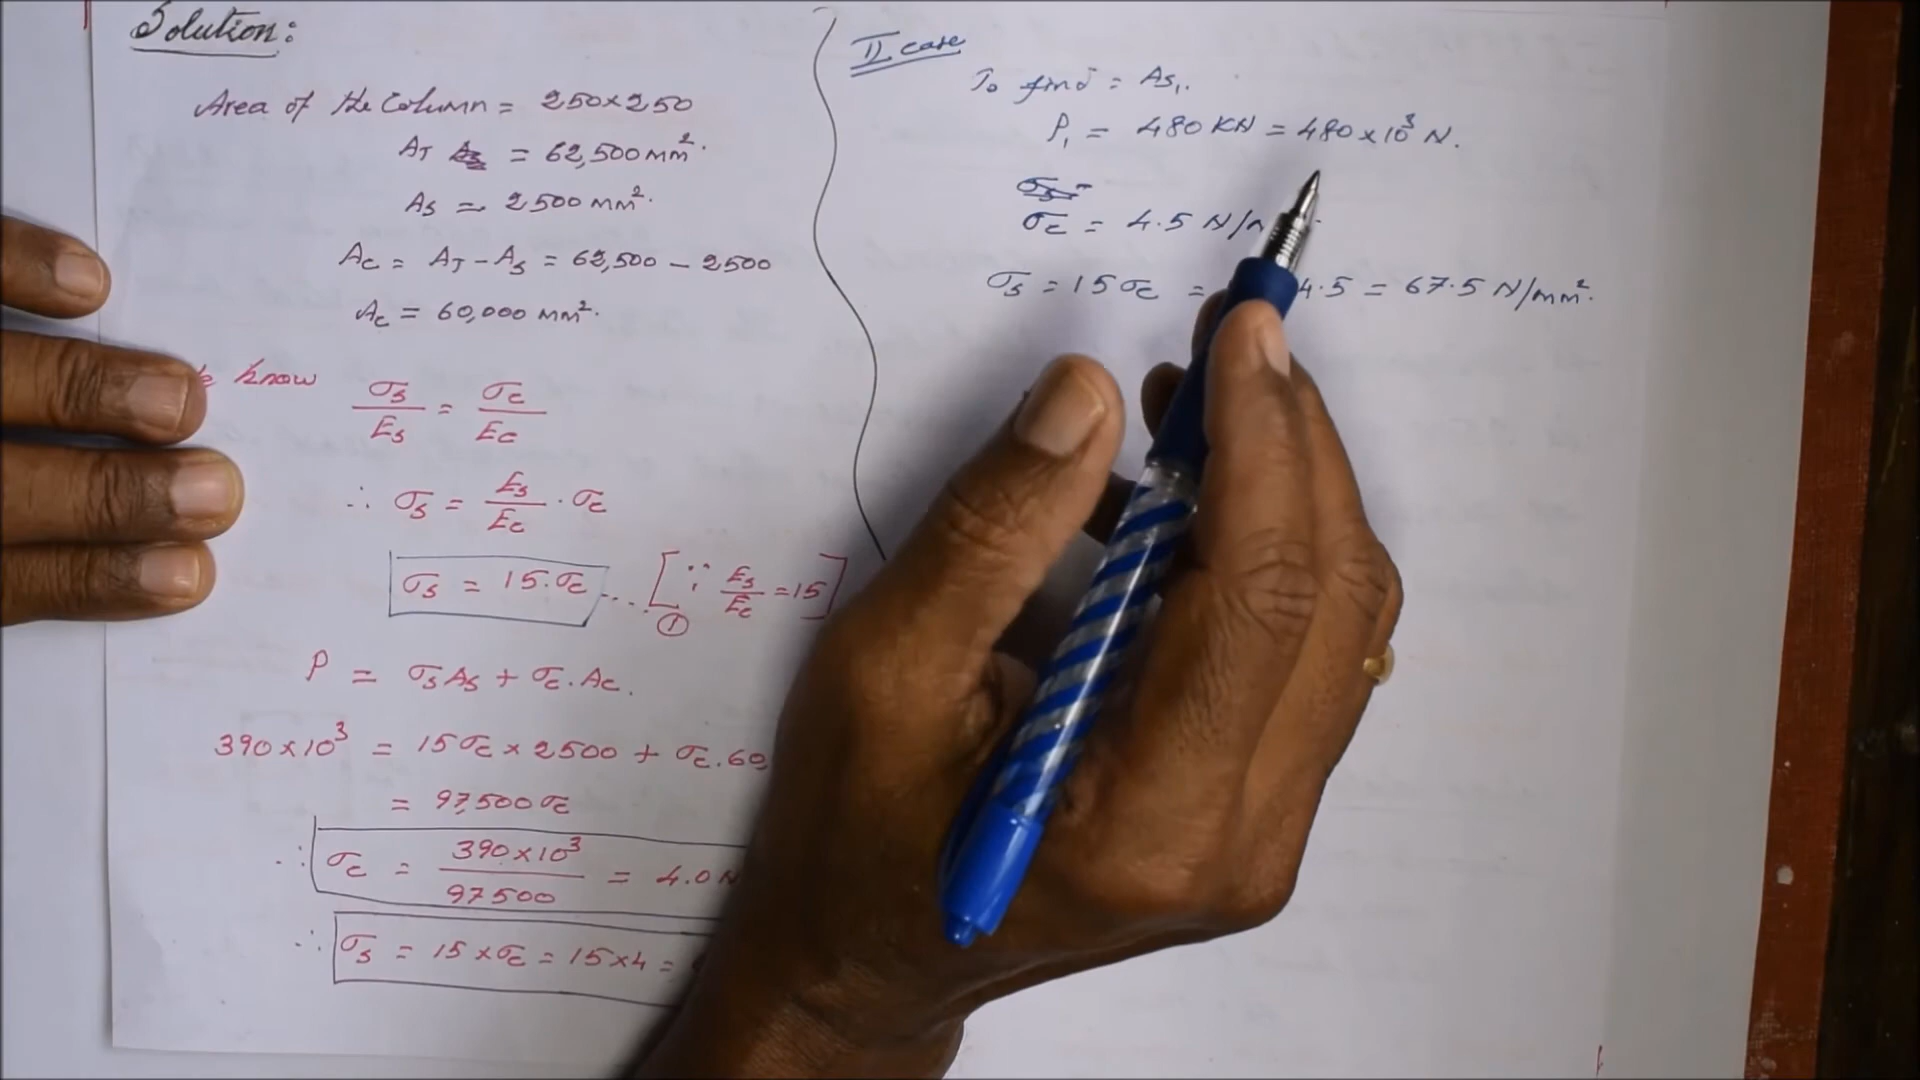 Solution:
Area of the Column = 250×250
AT = 62,500 mm².
As = 2500 mm².
Ac = AT - As = 62,500 - 2500
Ac = 60,000 mm².
know
σs/Es = σc/Ec
∴ σs = Es/Ec · σc
σs = 15·σc .... [∵ Es/Ec = 15]
①
P = σsAs + σc.Ac.
390×10³ = 15σc × 2500 + σc.60,
= 97,500σc
∴ σc = 390×10³/97500 = 4.0 N
∴ σs = 15×σc = 15×4 =
II case
To find = As₁.
P₁ = 480 KN = 480×10³ N.
σc = 4.5 N/
σs = 15σc = 4.5 = 67.5 N/mm².